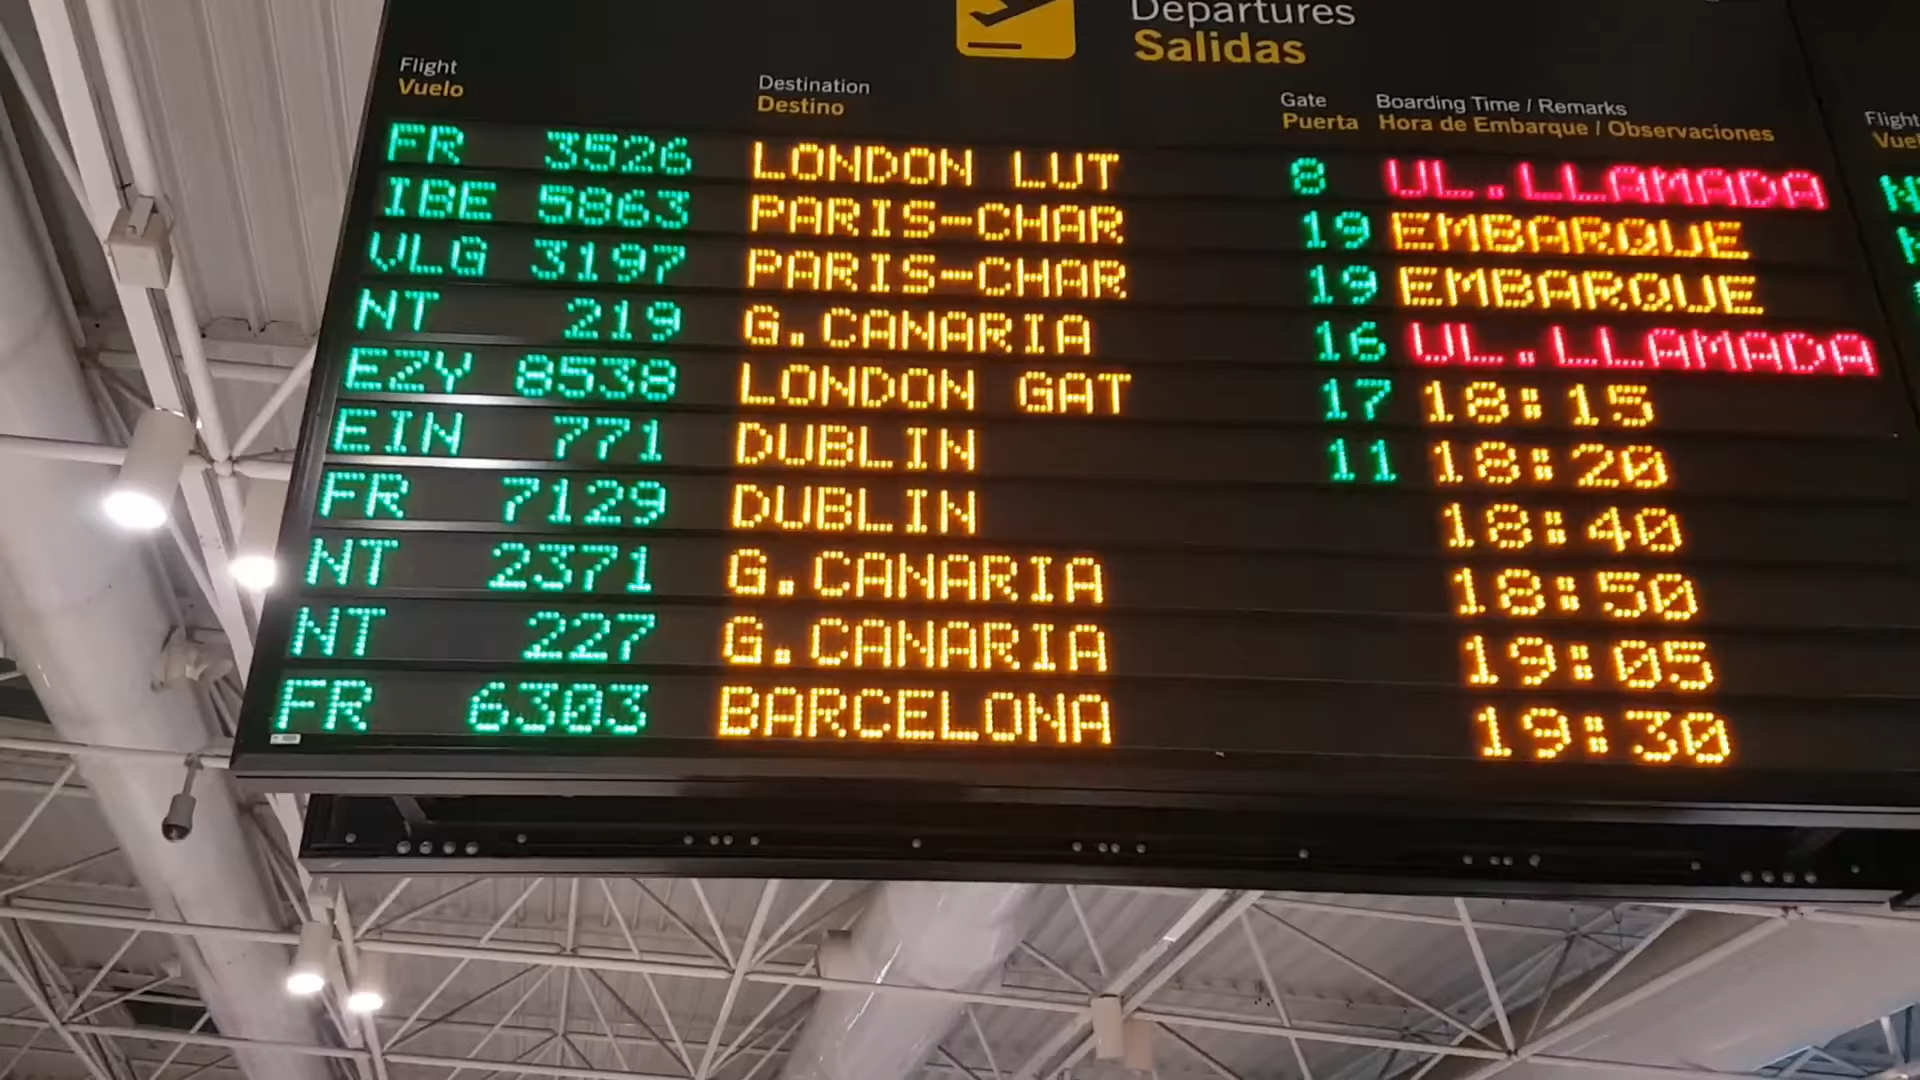 Departures
Salidas
Flight Destination Gate Boarding Time / Remarks
Vuelo Destino Puerta Hora de Embarque / Observaciones
FR 3526 LONDON LUT 8 UL.LLAMADA
IBE 5863 PARIS-CHAR 19 EMBARQUE
VLG 3197 PARIS-CHAR 19 EMBARQUE
NT 219 G.CANARIA 16 UL.LLAMADA
EZY 8538 LONDON GAT 17 18:15
EIN 771 DUBLIN 11 18:20
FR 7129 DUBLIN 18:40
NT 2371 G.CANARIA 18:50
NT 227 G.CANARIA 19:05
FR 6303 BARCELONA 19:30
Flight